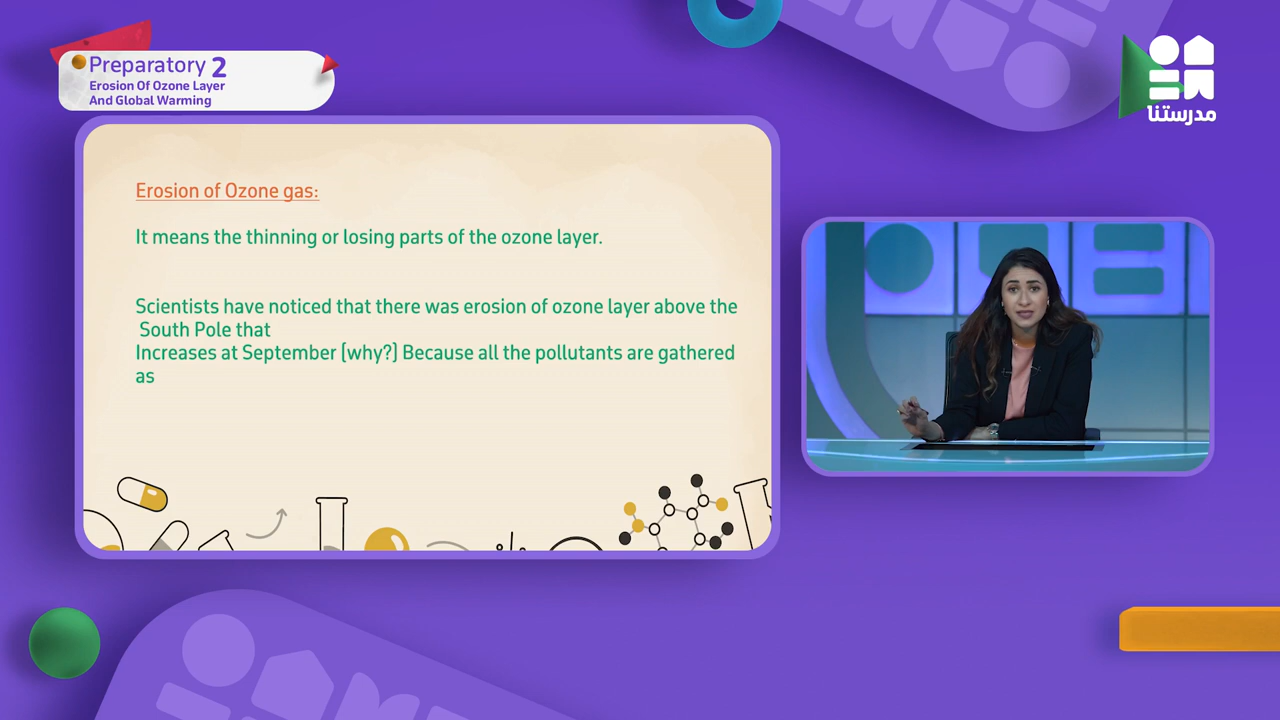 Preparatory 2
Erosion Of Ozone Layer
And Global Warming
مدرستنا
Erosion of Ozone gas:
It means the thinning or losing parts of the ozone layer.
Scientists have noticed that there was erosion of ozone layer above the
South Pole that
Increases at September (why?) Because all the pollutants are gathered
as